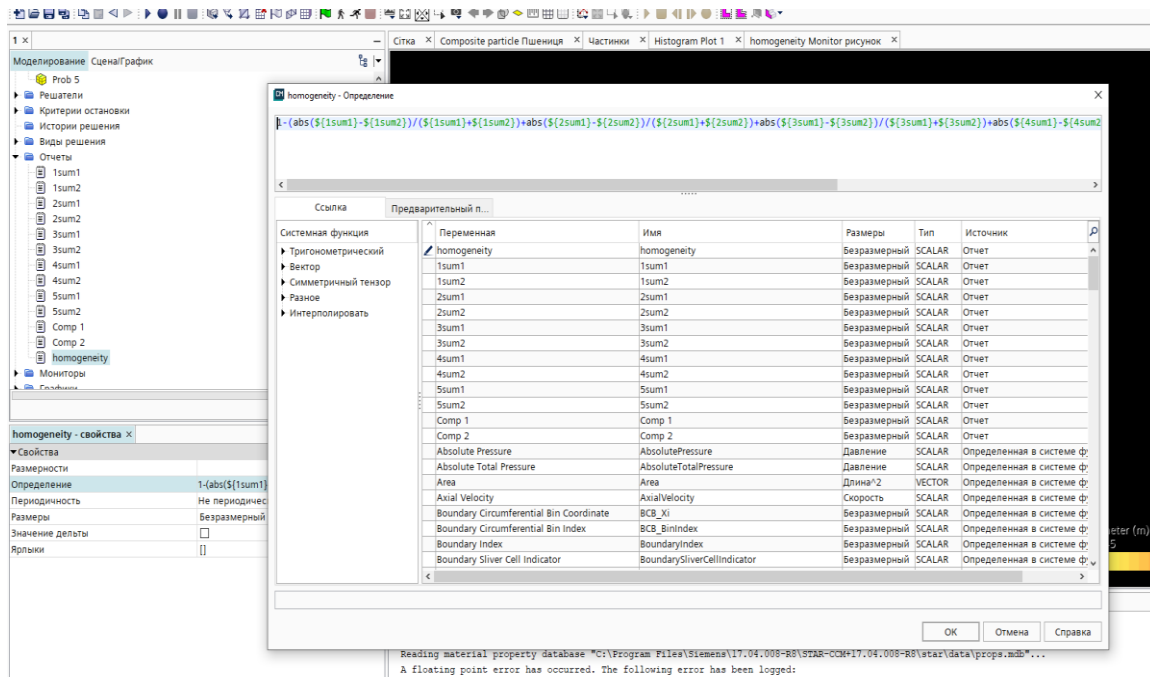 1 ×
Сітка × Composite particle Пшениця × Частинки × Histogram Plot 1 × homogeneity Monitor рисунок ×
Моделирование Сцена/График
Prob 5
Решатели
Критерии остановки
Истории решения
Виды решения
Отчеты
1sum1
1sum2
2sum1
2sum2
3sum1
3sum2
4sum1
4sum2
5sum1
5sum2
Comp 1
Comp 2
homogeneity
Мониторы
Графики
homogeneity - свойства ×
Свойства
Размерности
Определение 1-(abs(${1sum1}
Периодичность Не периодичес
Размеры Безразмерный
Значение дельты
Ярлыки []
homogeneity - Определение
1-(abs(${1sum1}-${1sum2})/(${1sum1}+${1sum2})+abs(${2sum1}-${2sum2})/(${2sum1}+${2sum2})+abs(${3sum1}-${3sum2})/(${3sum1}+${3sum2})+abs(${4sum1}-${4sum2
Ссылка Предварительный п...
Системная функция
Тригонометрический
Вектор
Симметричный тензор
Разное
Интерполировать
Переменная Имя Размеры Тип Источник
homogeneity homogeneity Безразмерный SCALAR Отчет
1sum1 1sum1 Безразмерный SCALAR Отчет
1sum2 1sum2 Безразмерный SCALAR Отчет
2sum1 2sum1 Безразмерный SCALAR Отчет
2sum2 2sum2 Безразмерный SCALAR Отчет
3sum1 3sum1 Безразмерный SCALAR Отчет
3sum2 3sum2 Безразмерный SCALAR Отчет
4sum1 4sum1 Безразмерный SCALAR Отчет
4sum2 4sum2 Безразмерный SCALAR Отчет
5sum1 5sum1 Безразмерный SCALAR Отчет
5sum2 5sum2 Безразмерный SCALAR Отчет
Comp 1 Comp 1 Безразмерный SCALAR Отчет
Comp 2 Comp 2 Безразмерный SCALAR Отчет
Absolute Pressure AbsolutePressure Давление SCALAR Определенная в системе фу
Absolute Total Pressure AbsoluteTotalPressure Давление SCALAR Определенная в системе фу
Area Area Длина^2 VECTOR Определенная в системе фу
Axial Velocity AxialVelocity Скорость SCALAR Определенная в системе фу
Boundary Circumferential Bin Coordinate BCB_Xi Безразмерный SCALAR Определенная в системе фу
Boundary Circumferential Bin Index BCB_BinIndex Безразмерный SCALAR Определенная в системе фу
Boundary Index BoundaryIndex Безразмерный SCALAR Определенная в системе фу
Boundary Sliver Cell Indicator BoundarySliverCellIndicator Безразмерный SCALAR Определенная в системе фу
OK Отмена Справка
eter (m)
Reading material property database "C:\Program Files\Siemens\17.04.008-R8\STAR-CCM+17.04.008-R8\star\data\props.mdb"...
A floating point error has occurred. The following error has been logged: